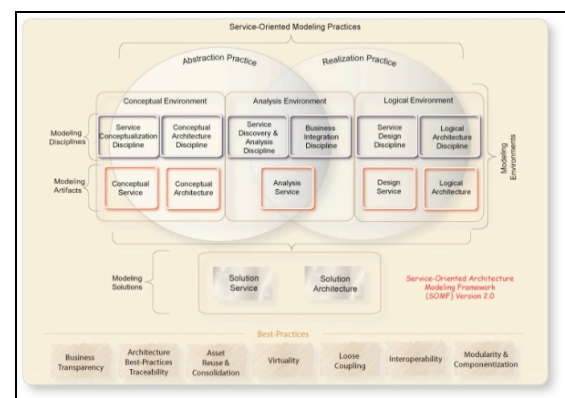 Service-Oriented Modeling Practices
Abstraction Practice
Realization Practice
Conceptual Environment
Analysis Environment
Logical Environment
Modeling
Disciplines
Service
Conceptualization
Discipline
Conceptual
Architecture
Discipline
Service
Discovery &
Analysis
Discipline
Business
Integration
Discipline
Service
Design
Discipline
Logical
Architecture
Discipline
Modeling
Environments
Modeling
Artifacts
Conceptual
Service
Conceptual
Architecture
Analysis
Service
Design
Service
Logical
Architecture
Modeling
Solutions
Solution
Service
Solution
Architecture
Service-Oriented Architecture
Modeling Framework
(SOMF) Version 2.0
Best-Practices
Business
Transparency
Architecture
Best-Practices
Traceability
Asset
Reuse &
Consolidation
Virtuality
Loose
Coupling
Interoperability
Modularity &
Componentization